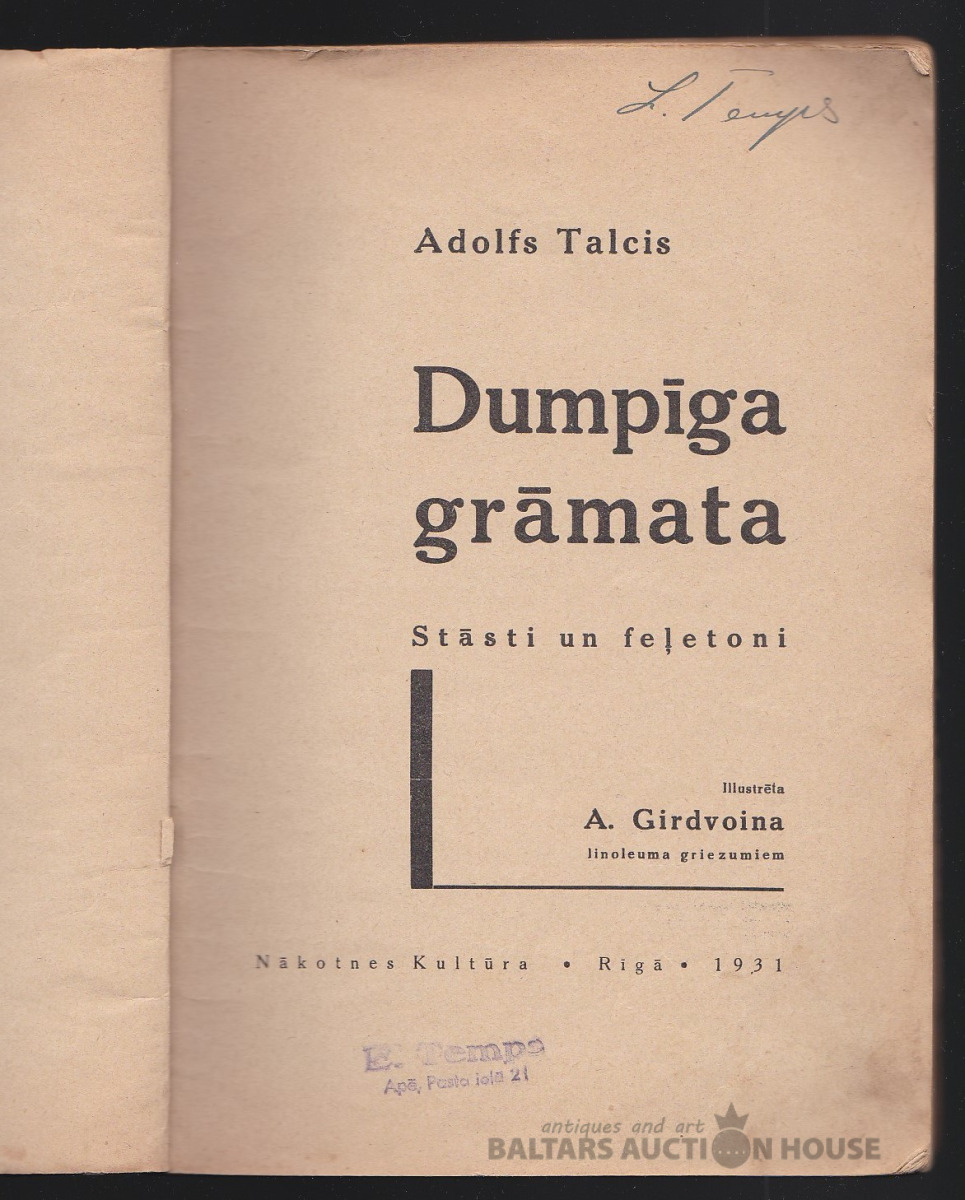 E. Temps
Adolfs Talcis
Dumpīga
grāmata
Stāsti un feļetoni
Illustrēta
A. Girdvoina
linoleuma griezumiem
Nākotnes Kultūra • Rīgā • 1931
E. Temps
Apē, Pasta ielā 21
antiques and art
BALTARS AUCTION HOUSE